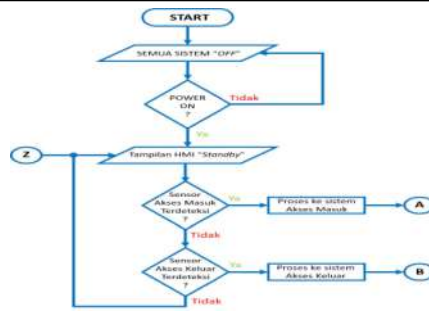 START
SEMUA SISTEM "OFF"
POWER
ON
?
Tidak
Ya
Z
Tampilan HMI "Standby"
Sensor
Akses Masuk
Terdeteksi
?
Ya
Proses ke sistem
Akses Masuk
A
Tidak
Sensor
Akses Keluar
Terdeteksi
?
Ya
Proses ke sistem
Akses Keluar
B
Tidak